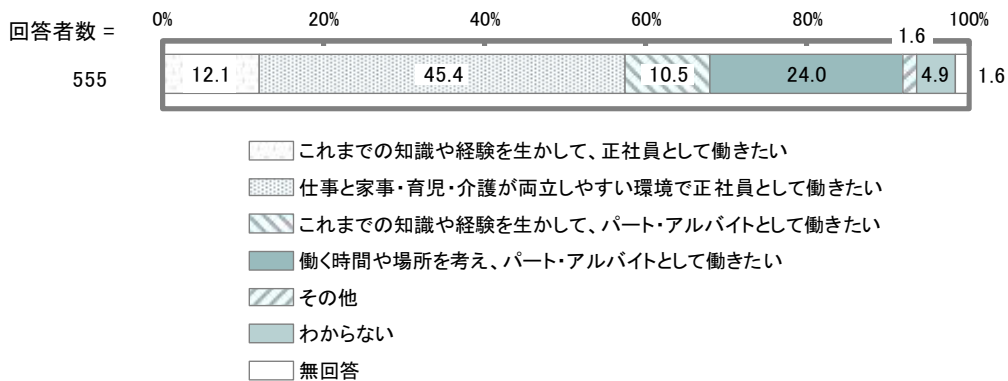 0% 20% 40% 60% 80% 100%
回答者数 =
1.6
555 12.1 45.4 10.5 24.0 4.9 1.6
これまでの知識や経験を生かして、正社員として働きたい
仕事と家事・育児・介護が両立しやすい環境で正社員として働きたい
これまでの知識や経験を生かして、パート・アルバイトとして働きたい
働く時間や場所を考え、パート・アルバイトとして働きたい
その他
わからない
無回答